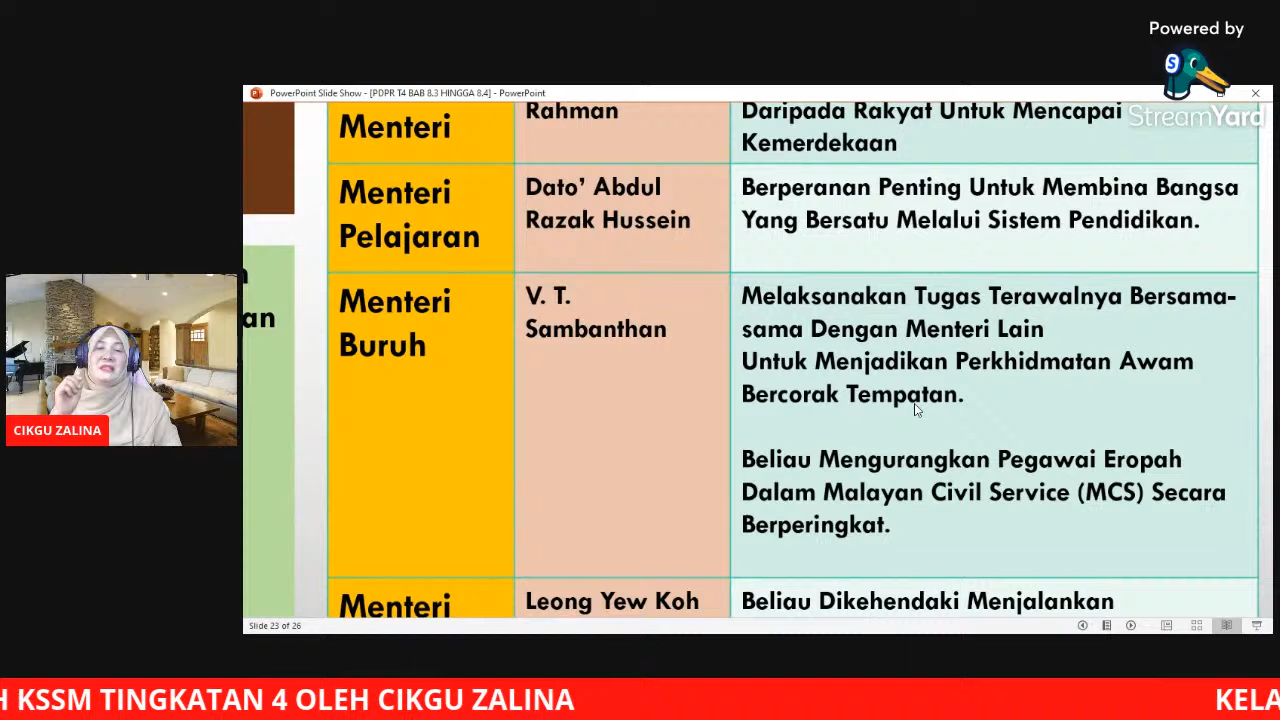 Powered by
StreamYard
PowerPoint Slide Show - [PDPR T4 BAB 8.3 HINGGA 8.4] - PowerPoint
Menteri
Rahman
Daripada Rakyat Untuk Mencapai
Kemerdekaan
Menteri
Pelajaran
Dato’ Abdul
Razak Hussein
Berperanan Penting Untuk Membina Bangsa
Yang Bersatu Melalui Sistem Pendidikan.
an
Menteri
Buruh
V. T.
Sambanthan
Melaksanakan Tugas Terawalnya Bersama-
sama Dengan Menteri Lain
Untuk Menjadikan Perkhidmatan Awam
Bercorak Tempatan.
Beliau Mengurangkan Pegawai Eropah
Dalam Malayan Civil Service (MCS) Secara
Berperingkat.
Menteri
Leong Yew Koh
Beliau Dikehendaki Menjalankan
Slide 23 of 26
CIKGU ZALINA
H KSSM TINGKATAN 4 OLEH CIKGU ZALINA
KELA